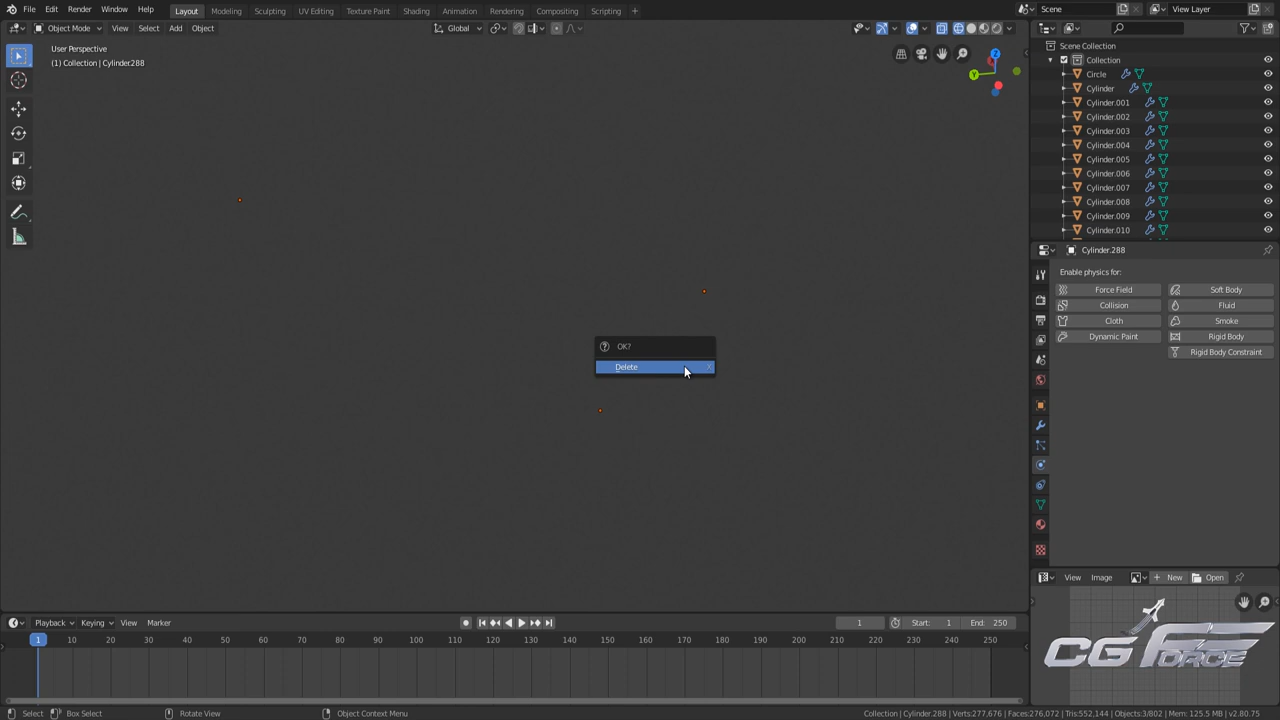 File Edit Render Window Help Layout Modeling Sculpting UV Editing Texture Paint Shading Animation Rendering Compositing Scripting + Scene View Layer
Object Mode View Select Add Object Global
User Perspective
(1) Collection | Cylinder288
Z
Y
Scene Collection
Collection
Circle
Cylinder
Cylinder.001
Cylinder.002
Cylinder.003
Cylinder.004
Cylinder.005
Cylinder.006
Cylinder.007
Cylinder.008
Cylinder.009
Cylinder.010
Cylinder.288
Enable physics for:
Force Field Soft Body
Collision Fluid
Cloth Smoke
Dynamic Paint Rigid Body
Rigid Body Constraint
OK?
Delete X
View Image + New Open
CG FORCE
Playback Keying View Marker 1 Start: 1 End: 250
1 10 20 30 40 50 60 70 80 90 100 110 120 130 140 150 160 170 180 190 200 210 220 230 240 250
Select Box Select Rotate View Object Context Menu Collection | Cylinder.288 | Verts:277,676 | Faces:276,072 | Tris:552,144 | Objects:3/802 | Mem: 125.5 MB | v2.80.75